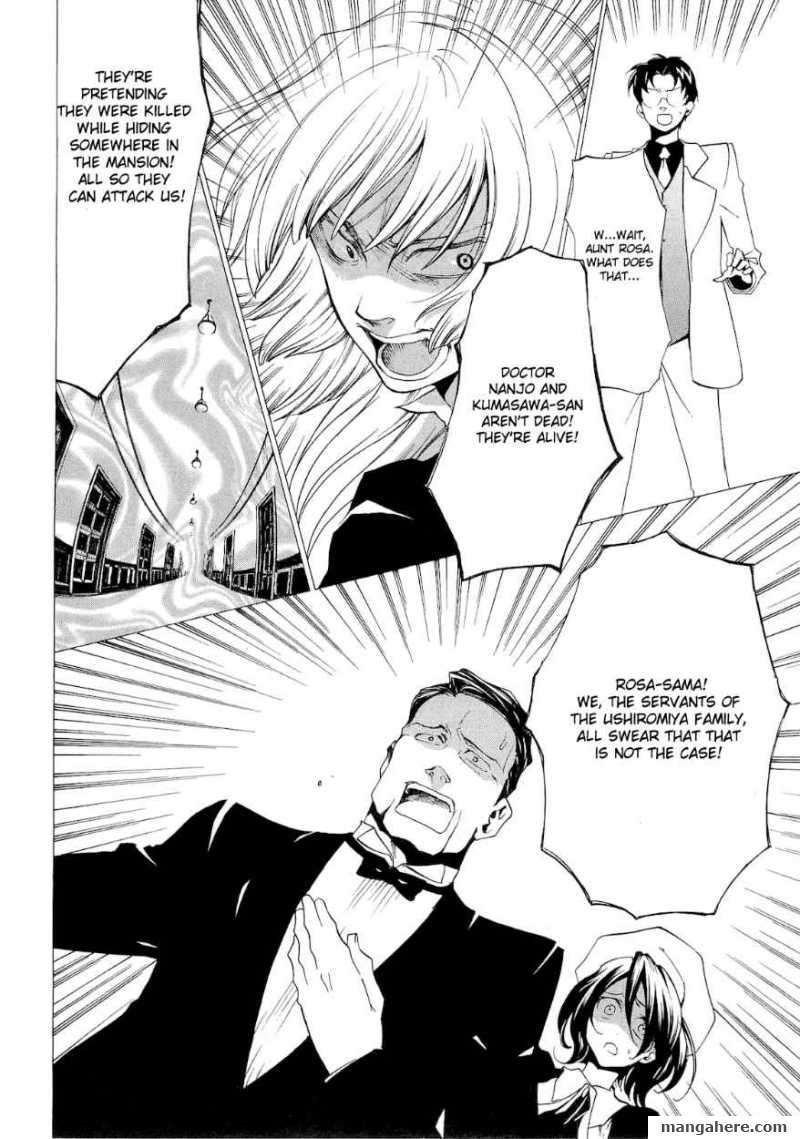 W...WAIT,
AUNT ROSA.
WHAT DOES
THAT...
DOCTOR
NANJO AND
KUMASAWA-SAN
AREN'T DEAD!
THEY'RE ALIVE!
THEY'RE
PRETENDING
THEY WERE KILLED
WHILE HIDING
SOMEWHERE IN
THE MANSION!
ALL SO THEY
CAN ATTACK US!
ROSA-SAMA!
WE, THE SERVANTS OF
THE USHIROMIYA FAMILY,
ALL SWEAR THAT THAT
IS NOT THE CASE!
www.mangahere.com